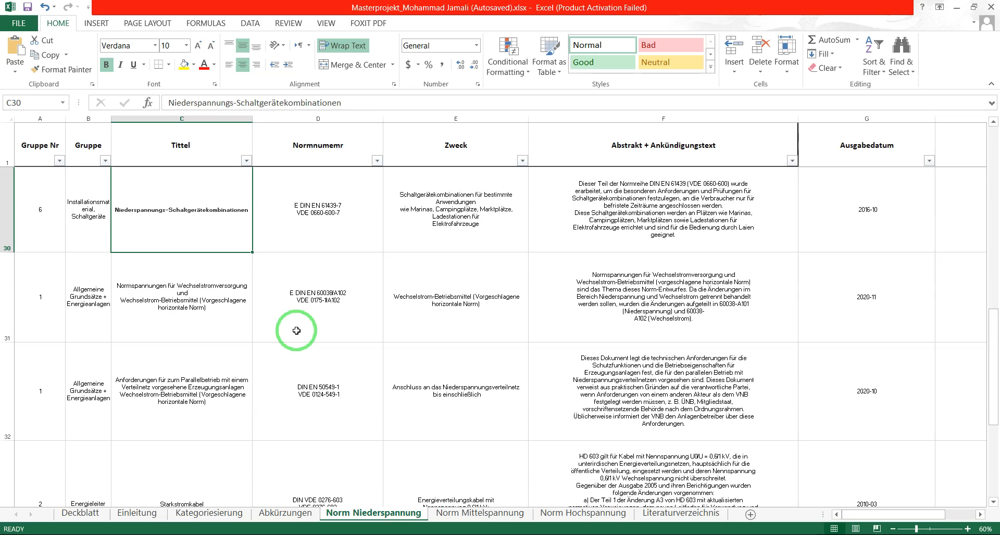 Masterprojekt_Mohammad Jamali (Autosaved).xlsx - Excel (Product Activation Failed)
FILE HOME INSERT PAGE LAYOUT FORMULAS DATA REVIEW VIEW FOXIT PDF
Paste
Cut
Copy
Format Painter
Clipboard
Verdana 10
B I U
Font
Wrap Text
Merge & Center
Alignment
General
$ % ,
Number
Conditional Formatting
Format as Table
Normal Bad
Good Neutral
Styles
Insert Delete Format
Cells
AutoSum
Fill
Clear
Sort & Filter
Find & Select
Editing
C30 fx Niederspannungs-Schaltgerätekombinationen
A B C D E F G
1 Gruppe Nr Gruppe Tittel Normnumemr Zweck Abstrakt + Ankündigungstext Ausgabedatum
30
6
Installationsmat
erial,
Schaltgeräte
Niederspannungs-Schaltgerätekombinationen
E DIN EN 61439-7
VDE 0660-600-7
Schaltgerätekombinationen für bestimmte
Anwendungen
wie Marinas, Campingplätze, Marktplätze,
Ladestationen für
Elektrofahrzeuge
Dieser Teil der Normreihe DIN EN 61439 (VDE 0660-600) wurde
erarbeitet, um die besonderen Anforderungen und Prüfungen für
Schaltgerätekombinationen festzulegen, an die Verbraucher nur für
befristete Zeiträume angeschlossen werden.
Diese Schaltgerätekombinationen werden an Plätzen wie Marinas,
Campingplätzen, Marktplätzen sowie Ladestationen für
Elektrofahrzeuge errichtet und sind für die Bedienung durch Laien
geeignet.
2016-10
31
1
Allgemeine
Grundsätze +
Energieanlagen
Normspannungen für Wechselstromversorgung
und
Wechselstrom-Betriebsmittel (Vorgeschlagene
horizontale Norm)
E DIN EN 60038/A102
VDE 0175-1/A102
Wechselstrom-Betriebsmittel (Vorgeschlagene
horizontale Norm)
Normspannungen für Wechselstromversorgung und
Wechselstrom-Betriebsmittel (vorgeschlagene horizontale Norm)
sind das Thema dieses Norm-Entwurfes. Da die Änderungen im
Bereich Niederspannung und Wechselstrom getrennt behandelt
werden sollen, wurden die Änderungen aufgeteilt in 60038-A101
(Niederspannung) und 60038-
A102 (Wechselstrom).
2020-11
32
1
Allgemeine
Grundsätze +
Energieanlagen
Anforderungen für zum Parallelbetrieb mit einem
Verteilnetz vorgesehene Erzeugungsanlagen
Wechselstrom-Betriebsmittel (Vorgeschlagene
horizontale Norm)
DIN EN 50549-1
VDE 0124-549-1
Anschluss an das Niederspannungsverteilnetz
bis einschließlich
Dieses Dokument legt die technischen Anforderungen für die
Schutzfunktionen und die Betriebseigenschaften für
Erzeugungsanlagen fest, die für den parallelen Betrieb mit
Niederspannungsverteilnetzen vorgesehen sind. Dieses Dokument
verweist aus praktischen Gründen auf die verantwortliche Partei,
wenn Anforderungen von einem anderen Akteur als dem VNB
festgelegt werden müssen, z. B. ÜNB, Mitgliedstaat,
vorschriftensetzende Behörde nach dem Ordnungsrahmen.
Üblicherweise informiert der VNB den Anlagenbetreiber über diese
Anforderungen.
2020-10
2
Energieleiter
Starkstromkabel
DIN VDE 0276-603
Energieverteilungskabel mit
HD 603 gilt für Kabel mit Nennspannung U0/U = 0,6/1 kV, die in
unterirdischen Energieverteilungsnetzen, hauptsächlich für die
öffentliche Verteilung, eingesetzt werden und deren Nennspannung
0,6/1 kV Wechselspannung nicht überschreitet.
Gegenüber der Ausgabe 2005 und ihren Berichtigungen wurden
folgende Änderungen vorgenommen:
a) Der Teil 1 der Änderung A3 von HD 603 mit aktualisierten
2010-03
Deckblatt Einleitung Kategoriesierung Abkürzungen Norm Niederspannung Norm Mittelspannung Norm Hochspannung Literaturverzeichnis
READY 60%